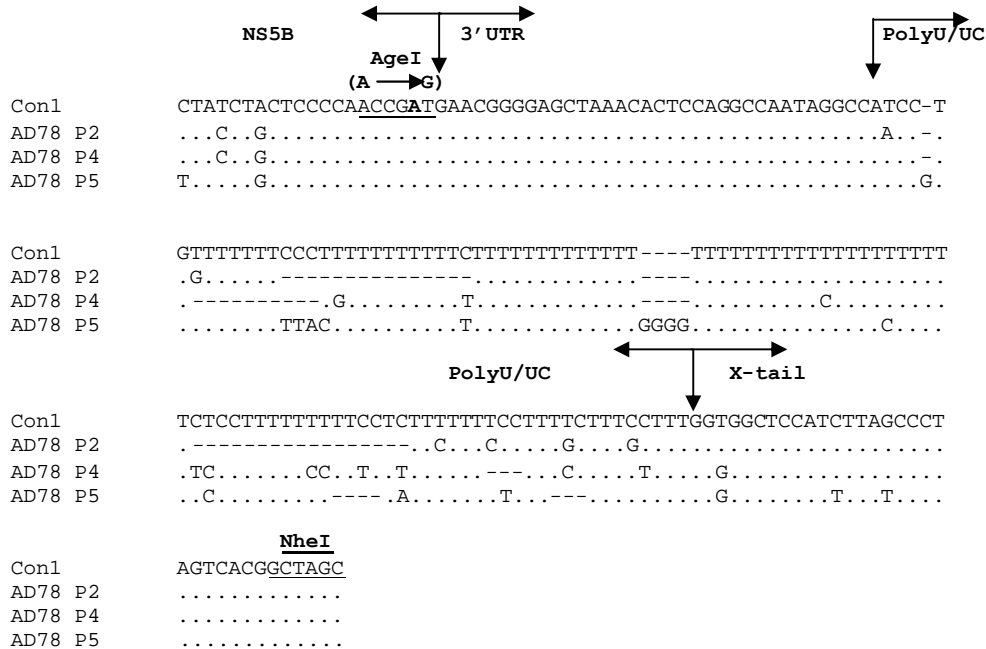 NS5B 3'UTR PolyU/UC
AgeI
(A G)
Con1 CTATCTACTCCCCAACCGATGAACGGGGAGCTAAACACTCCAGGCCAATAGGCCATCC-T
AD78 P2 ...C..G................................................A..-.
AD78 P4 ...C..G...................................................-.
AD78 P5 T.....G...................................................G.
Con1 GTTTTTTTCCCTTTTTTTTTTTCTTTTTTTTTTTTT----TTTTTTTTTTTTTTTTTTTT
AD78 P2 .G......---------------.............----....................
AD78 P4 .----------.G.........T.............----..........C.........
AD78 P5 ........TTAC..........T.............GGGG...............C....
PolyU/UC X-tail
Con1 TCTCCTTTTTTTTTCCTCTTTTTTTCCTTTTCTTTCCTTTGGTGGCTCCATCTTAGCCCT
AD78 P2 .-----------------..C...C.....G....G........................
AD78 P4 .TC.......CC..T..T......---...C.....T.....G.................
AD78 P5 ..C.........----.A.......T...---..........G........T...T....
NheI
Con1 AGTCACGGCTAGC
AD78 P2 .............
AD78 P4 .............
AD78 P5 .............